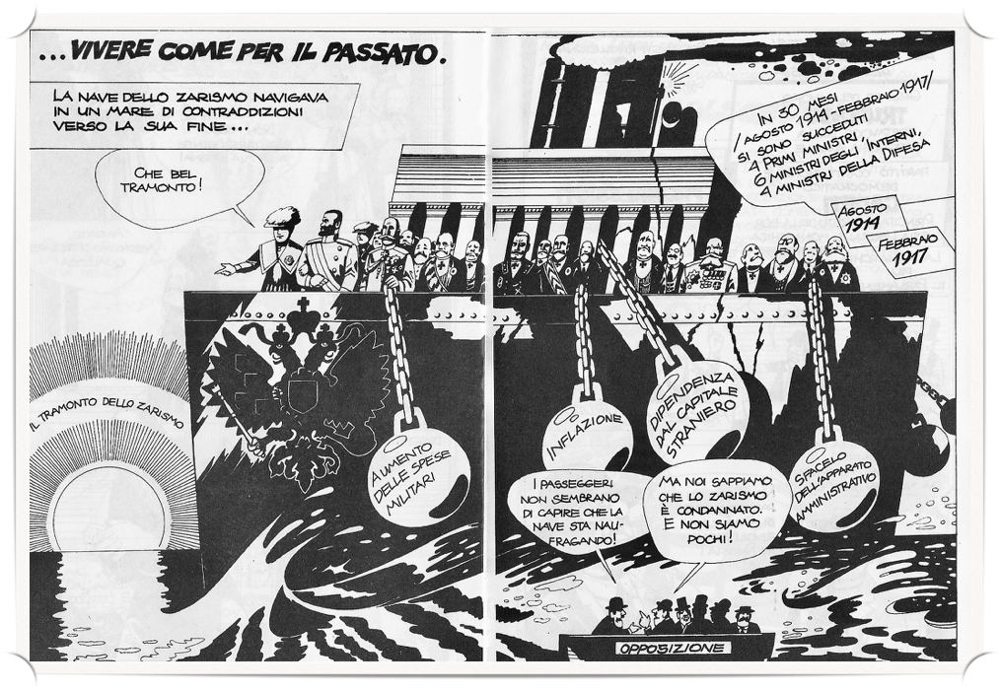 ...VIVERE COME PER IL PASSATO.
LA NAVE DELLO ZARISMO NAVIGAVA
IN UN MARE DI CONTRADDIZIONI
VERSO LA SUA FINE...
CHE BEL
TRAMONTO!
IN 30 MESI
/AGOSTO 1914-FEBBRAIO 1917/
SI SONO SUCCEDUTI
4 PRIMI MINISTRI,
6 MINISTRI DEGLI INTERNI,
4 MINISTRI DELLA DIFESA
AGOSTO
1914
FEBBRAIO
1917
IL TRAMONTO DELLO ZARISMO
AUMENTO
DELLE SPESE
MILITARI
INFLAZIONE
DIPENDENZA
DAL CAPITALE
STRANIERO
SFACELO
DELL'APPARATO
AMMINISTRATIVO
I PASSEGGERI
NON SEMBRANO
DI CAPIRE CHE LA
NAVE STA NAU-
FRAGANDO!
MA NOI SAPPIAMO
CHE LO ZARISMO
È CONDANNATO.
E NON SIAMO
POCHI!
OPPOSIZIONE